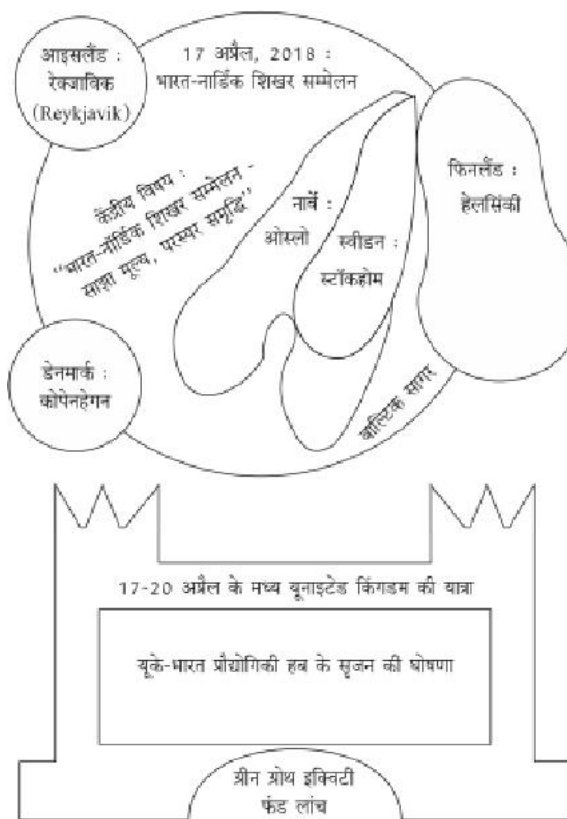 आइसलैंड :
रेक्जाविक
(Reykjavik)
17 अप्रैल, 2018 :
भारत-नार्डिक शिखर सम्मेलन
केंद्रीय विषय :
“भारत-नॉर्डिक शिखर सम्मेलन -
साझा मूल्य, परस्पर समृद्धि”
नार्वे :
ओस्लो
स्वीडन :
स्टॉकहोम
फिनलैंड :
हेलसिंकी
डेनमार्क :
कोपेनहेगन
बाल्टिक सागर
17-20 अप्रैल के मध्य यूनाइटेड किंगडम की यात्रा
यूके-भारत प्रौद्योगिकी हब के सृजन की घोषणा
ग्रीन ग्रोथ इक्विटी
फंड लांच